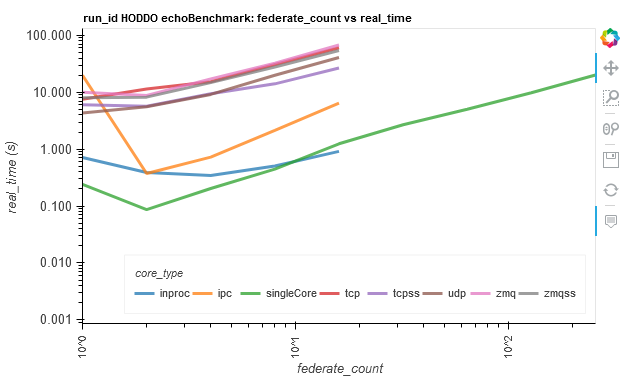 run_id HODDO echoBenchmark: federate_count vs real_time
100.000
10.000
1.000
0.100
0.010
0.001
real_time (s)
core_type
inproc ipc singleCore tcp tcpss udp zmq zmqss
10^0 10^1 10^2
federate_count